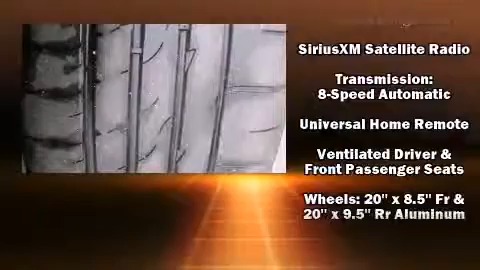 SiriusXM Satellite Radio
Transmission:
8-Speed Automatic
Universal Home Remote
Ventilated Driver &
Front Passenger Seats
Wheels: 20" x 8.5" Fr &
20" x 9.5" Rr Aluminum